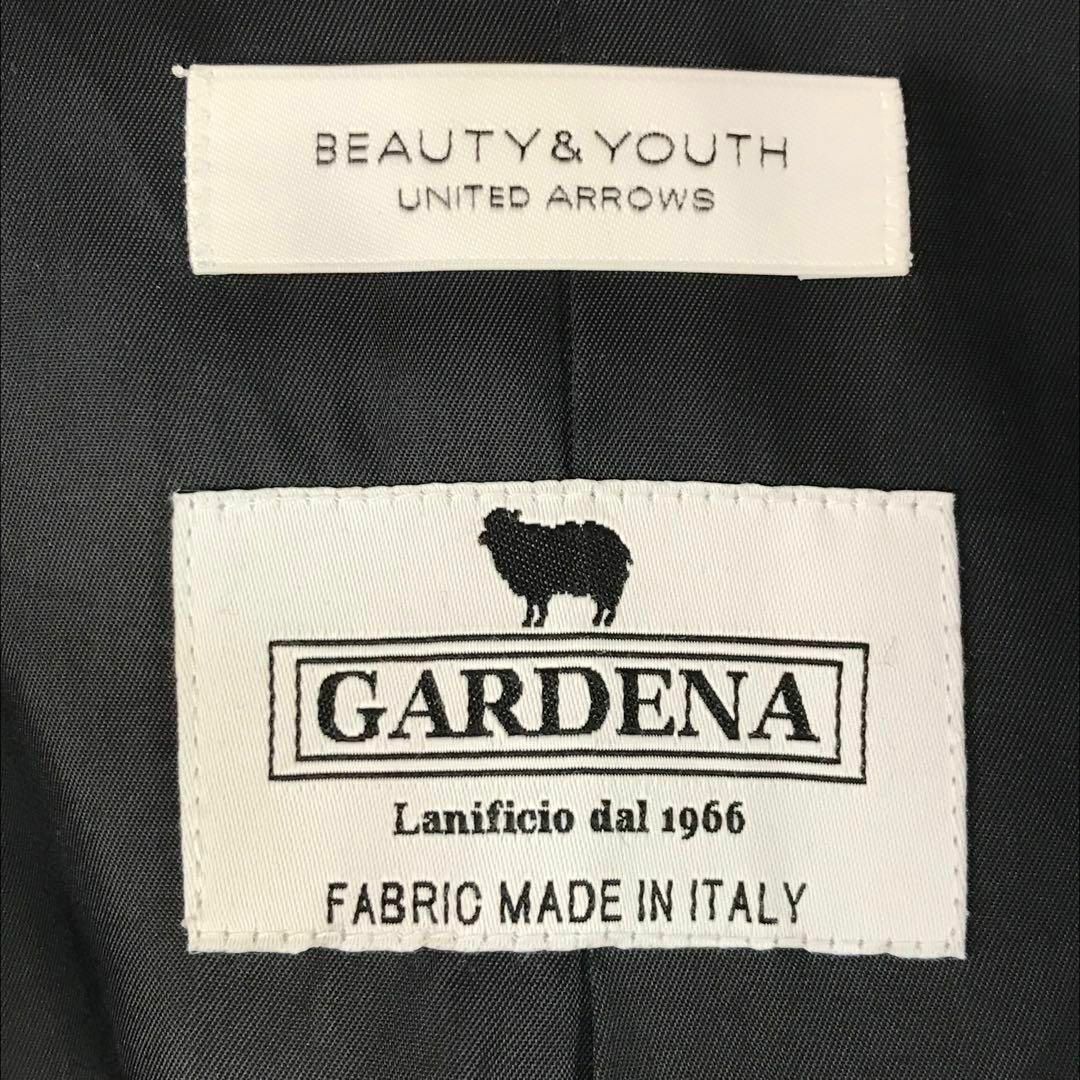 BEAUTY&YOUTH
UNITED ARROWS
GARDENA
Lanificio dal 1966
FABRIC MADE IN ITALY